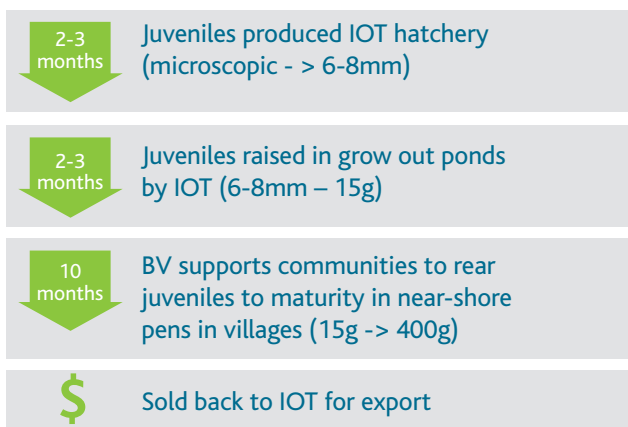 2-3
months
Juveniles produced IOT hatchery
(microscopic - > 6-8mm)
2-3
months
Juveniles raised in grow out ponds
by IOT (6-8mm – 15g)
10
months
BV supports communities to rear
juveniles to maturity in near-shore
pens in villages (15g -> 400g)
$
Sold back to IOT for export